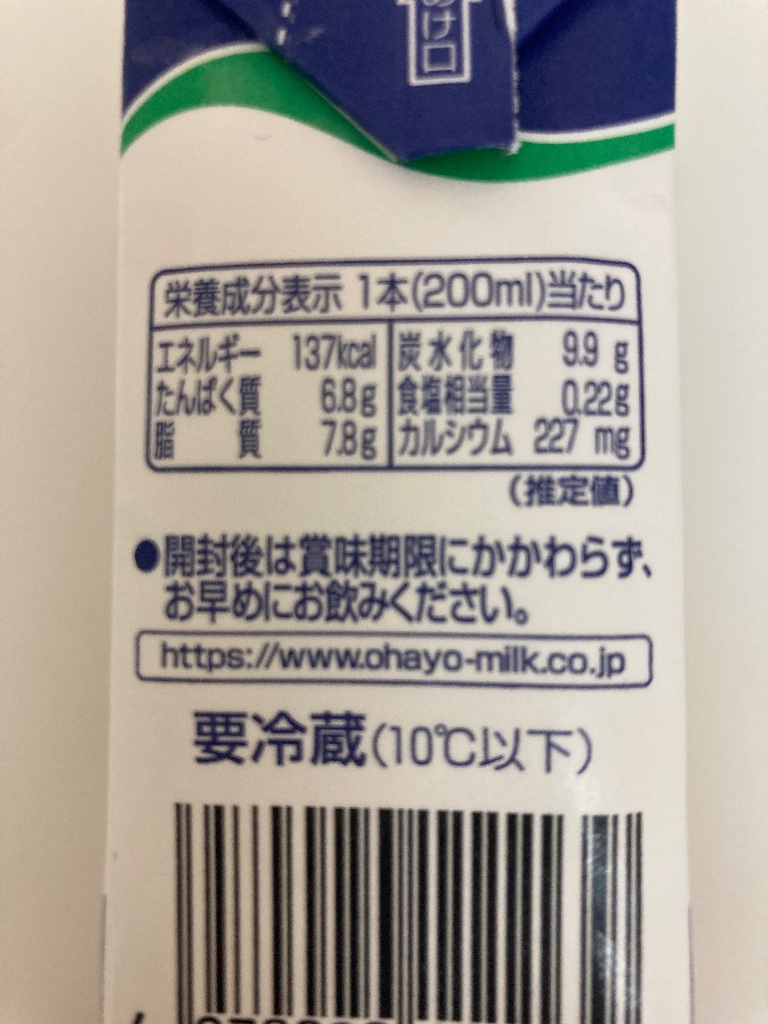 あけ口
栄養成分表示 1本(200ml)当たり
エネルギー 137kcal 炭水化物 9.9 g
たんぱく質 6.8g 食塩相当量 0.22g
脂質 7.8g カルシウム 227 mg
(推定値)
●開封後は賞味期限にかかわらず、
お早めにお飲みください。
https://www.ohayo-milk.co.jp
要冷蔵(10℃以下)